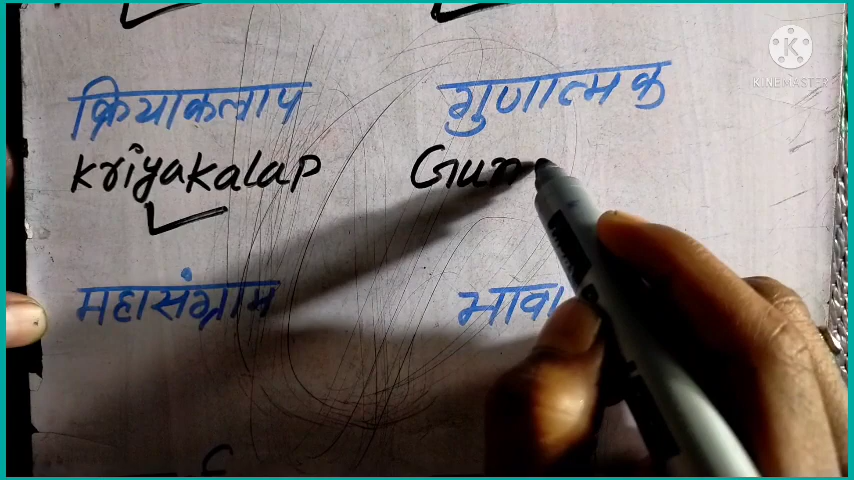 K
KINEMASTER
क्रियाकलाप गुणात्मक
Kriyakalap Gun
महासंग्राम भावा